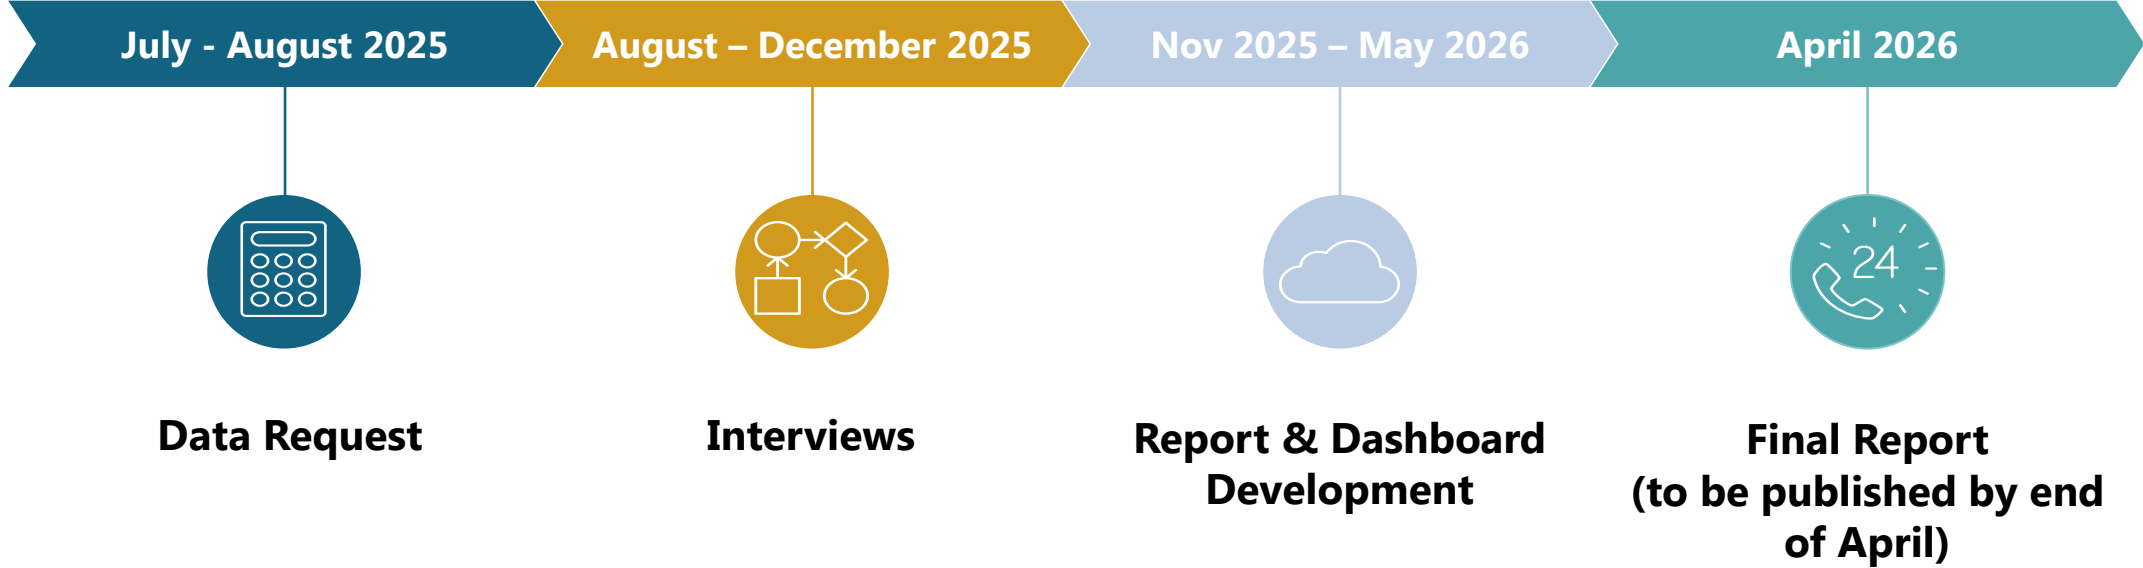 July - August 2025
August – December 2025
Nov 2025 – May 2026
April 2026
24
Data Request
Interviews
Report & Dashboard
Development
Final Report
(to be published by end
of April)